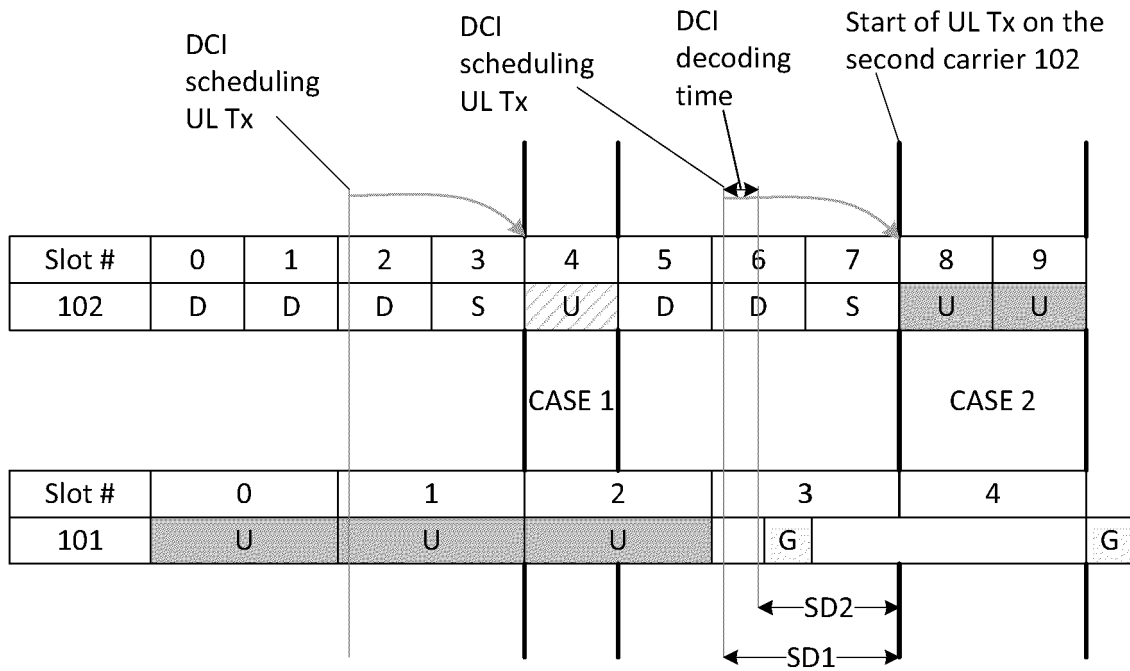 DCI
scheduling
UL Tx
DCI
scheduling
UL Tx
DCI
decoding
time
Start of UL Tx on the
second carrier 102
Slot # 0 1 2 3 4 5 6 7 8 9
102 D D D S U D D S U U
CASE 1 CASE 2
Slot # 0 1 2 3 4
101 U U U G G
SD2
SD1